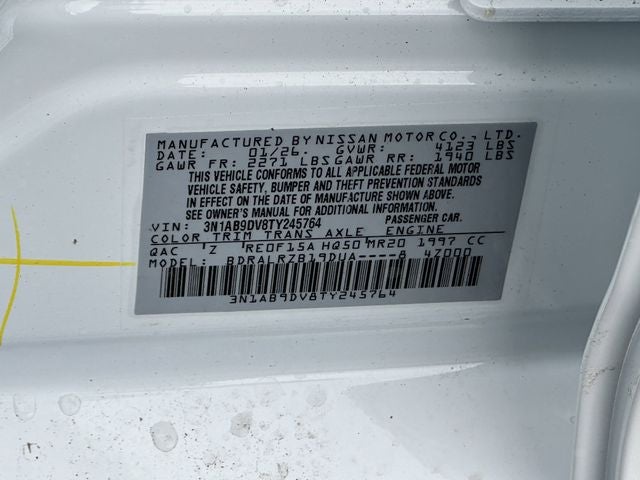 MANUFACTURED BY NISSAN MOTOR CO., LTD.
DATE: 01/26. GVWR: 4123 LBS
GAWR FR: 2271 LBS GAWR RR: 1940 LBS
THIS VEHICLE CONFORMS TO ALL APPLICABLE FEDERAL MOTOR
VEHICLE SAFETY, BUMPER AND THEFT PREVENTION STANDARDS
IN EFFECT ON THE DATE OF MANUFACTURE SHOWN ABOVE.
SEE OWNER'S MANUAL FOR ADDITIONAL INFORMATION.
VIN: 3N1AB9DV8TY245764 PASSENGER CAR.
COLOR TRIM TRANS AXLE ENGINE
QAC Z RE0F15A HQ50 MR20 1997 CC
MODEL: BDRALRZB19DUA----B 4Z000
3N1AB9DV8TY245764